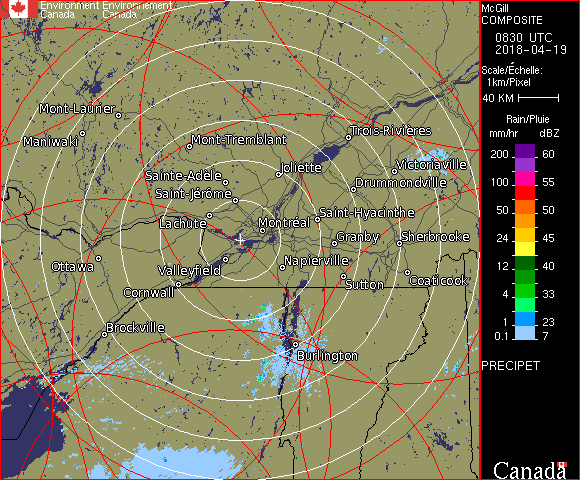 Environment Environnement
Canada Canada
McGill
COMPOSITE
0830 UTC
2018-04-19
Scale/Échelle:
1km/Pixel
40 KM
Rain/Pluie
mm/hr dBZ
200 60
100 55
50 50
24 45
12 40
4 33
1 23
0.1 7
PRECIPET
Canada
Mont-Laurier
Maniwaki
Mont-Tremblant
Trois-Rivières
Victoriaville
Joliette
Sainte-Adèle
Drummondville
Saint-Jérôme
Saint-Hyacinthe
Lachute
Montréal
Granby
Sherbrooke
Ottawa
Valleyfield
Napierville
Coaticook
Cornwall
Sutton
Brockville
Burlington